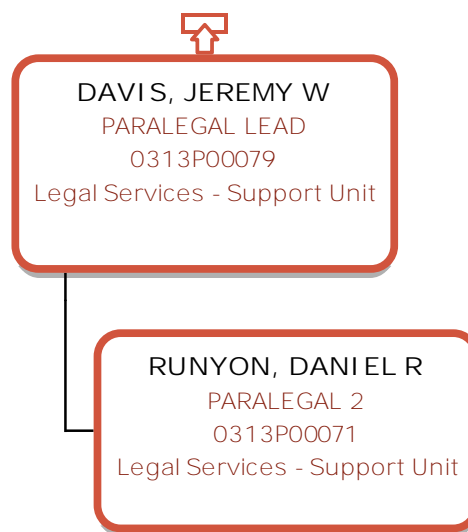 DAVIS, JEREMY W
PARALEGAL LEAD
0313P00079
Legal Services - Support Unit
RUNYON, DANIEL R
PARALEGAL 2
0313P00071
Legal Services - Support Unit